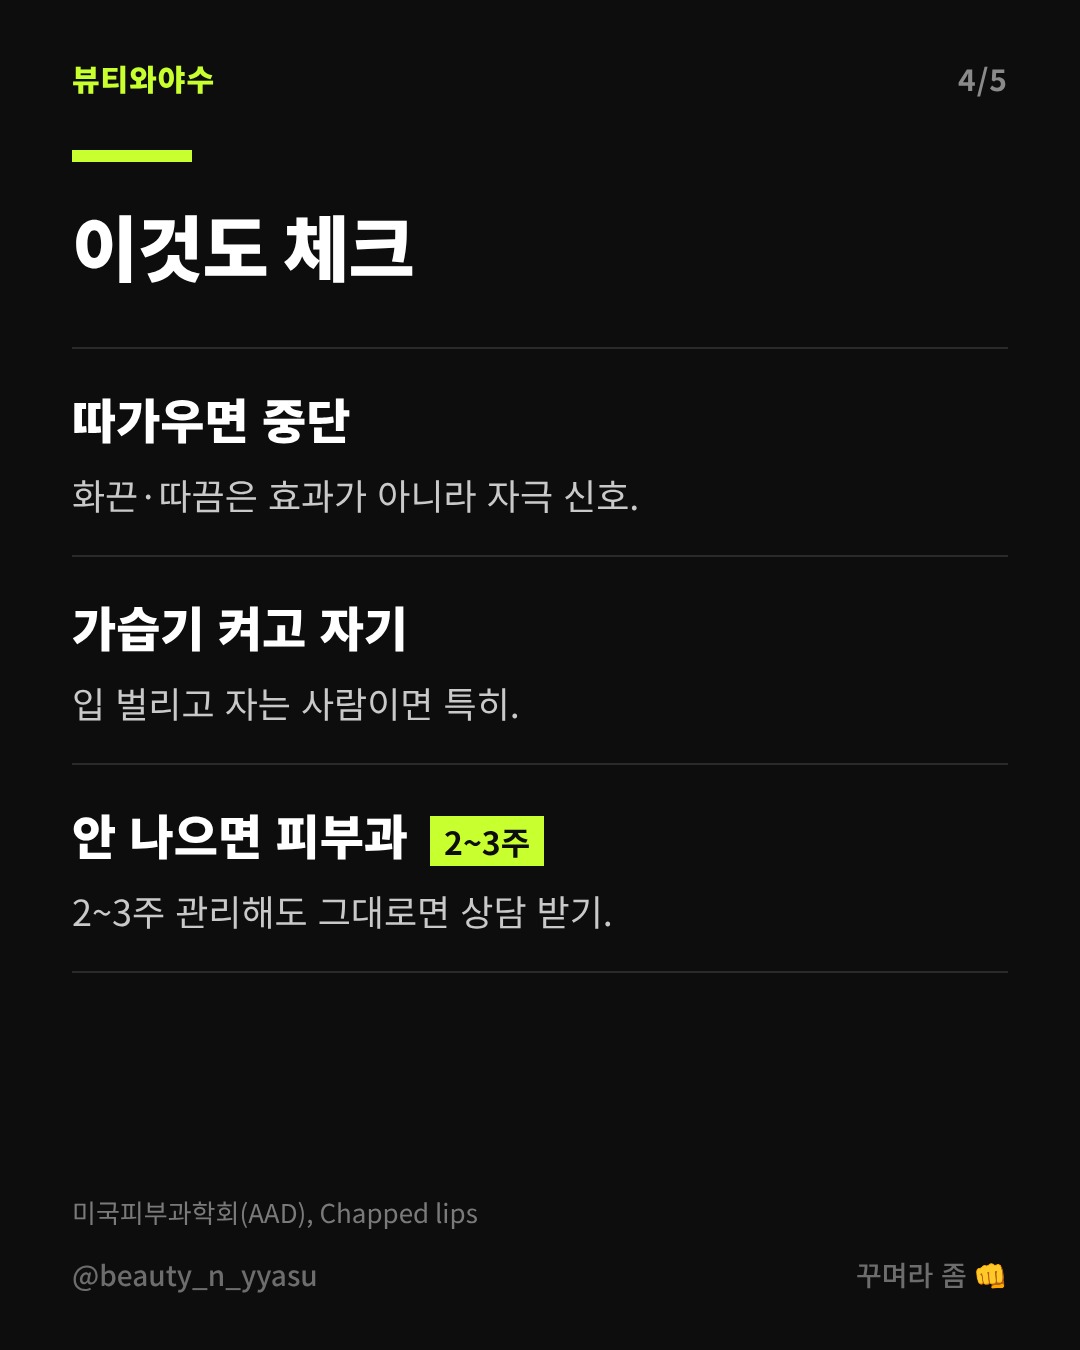 뷰티와야수
4/5
이것도 체크
따가우면 중단
화끈·따끔은 효과가 아니라 자극 신호.
가습기 켜고 자기
입 벌리고 자는 사람이면 특히.
안 나으면 피부과 2~3주
2~3주 관리해도 그대로면 상담 받기.
미국피부과학회(AAD), Chapped lips
@beauty_n_yyasu
꾸며라 좀 👊